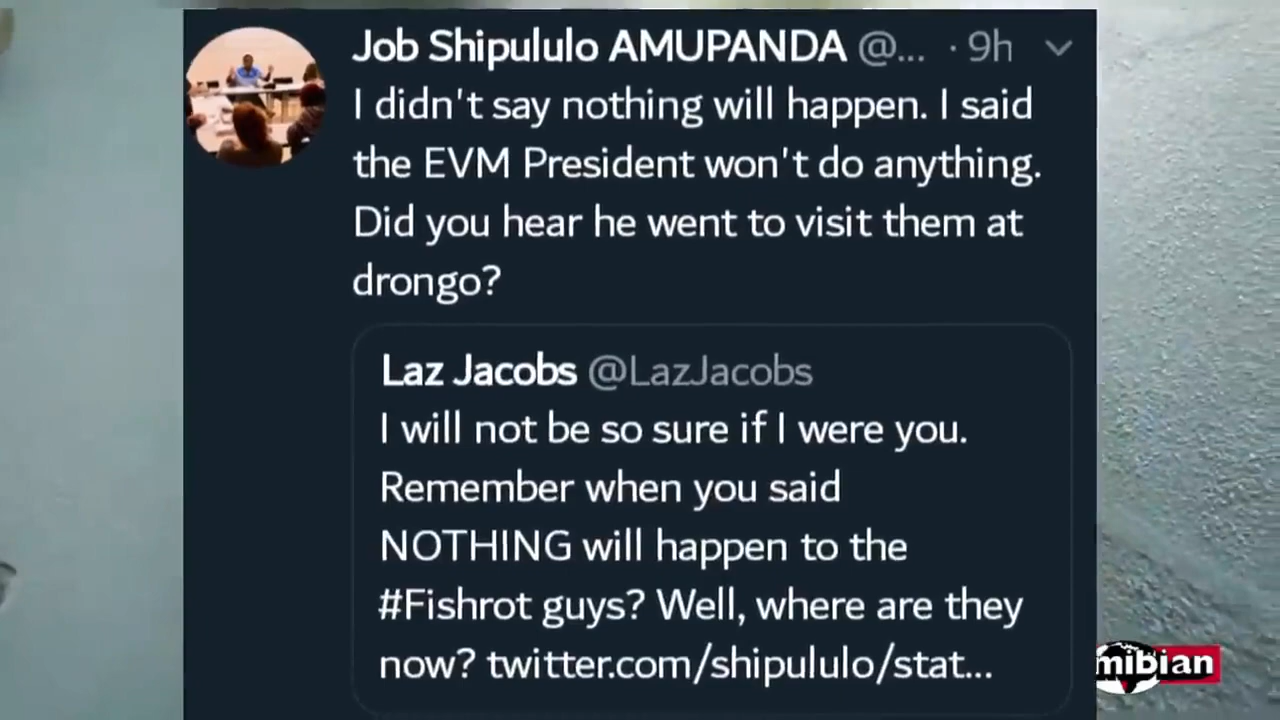 Job Shipululo AMUPANDA @... · 9h
I didn't say nothing will happen. I said
the EVM President won't do anything.
Did you hear he went to visit them at
drongo?
Laz Jacobs @LazJacobs
I will not be so sure if I were you.
Remember when you said
NOTHING will happen to the
#Fishrot guys? Well, where are they
now? twitter.com/shipululo/stat...
mibian